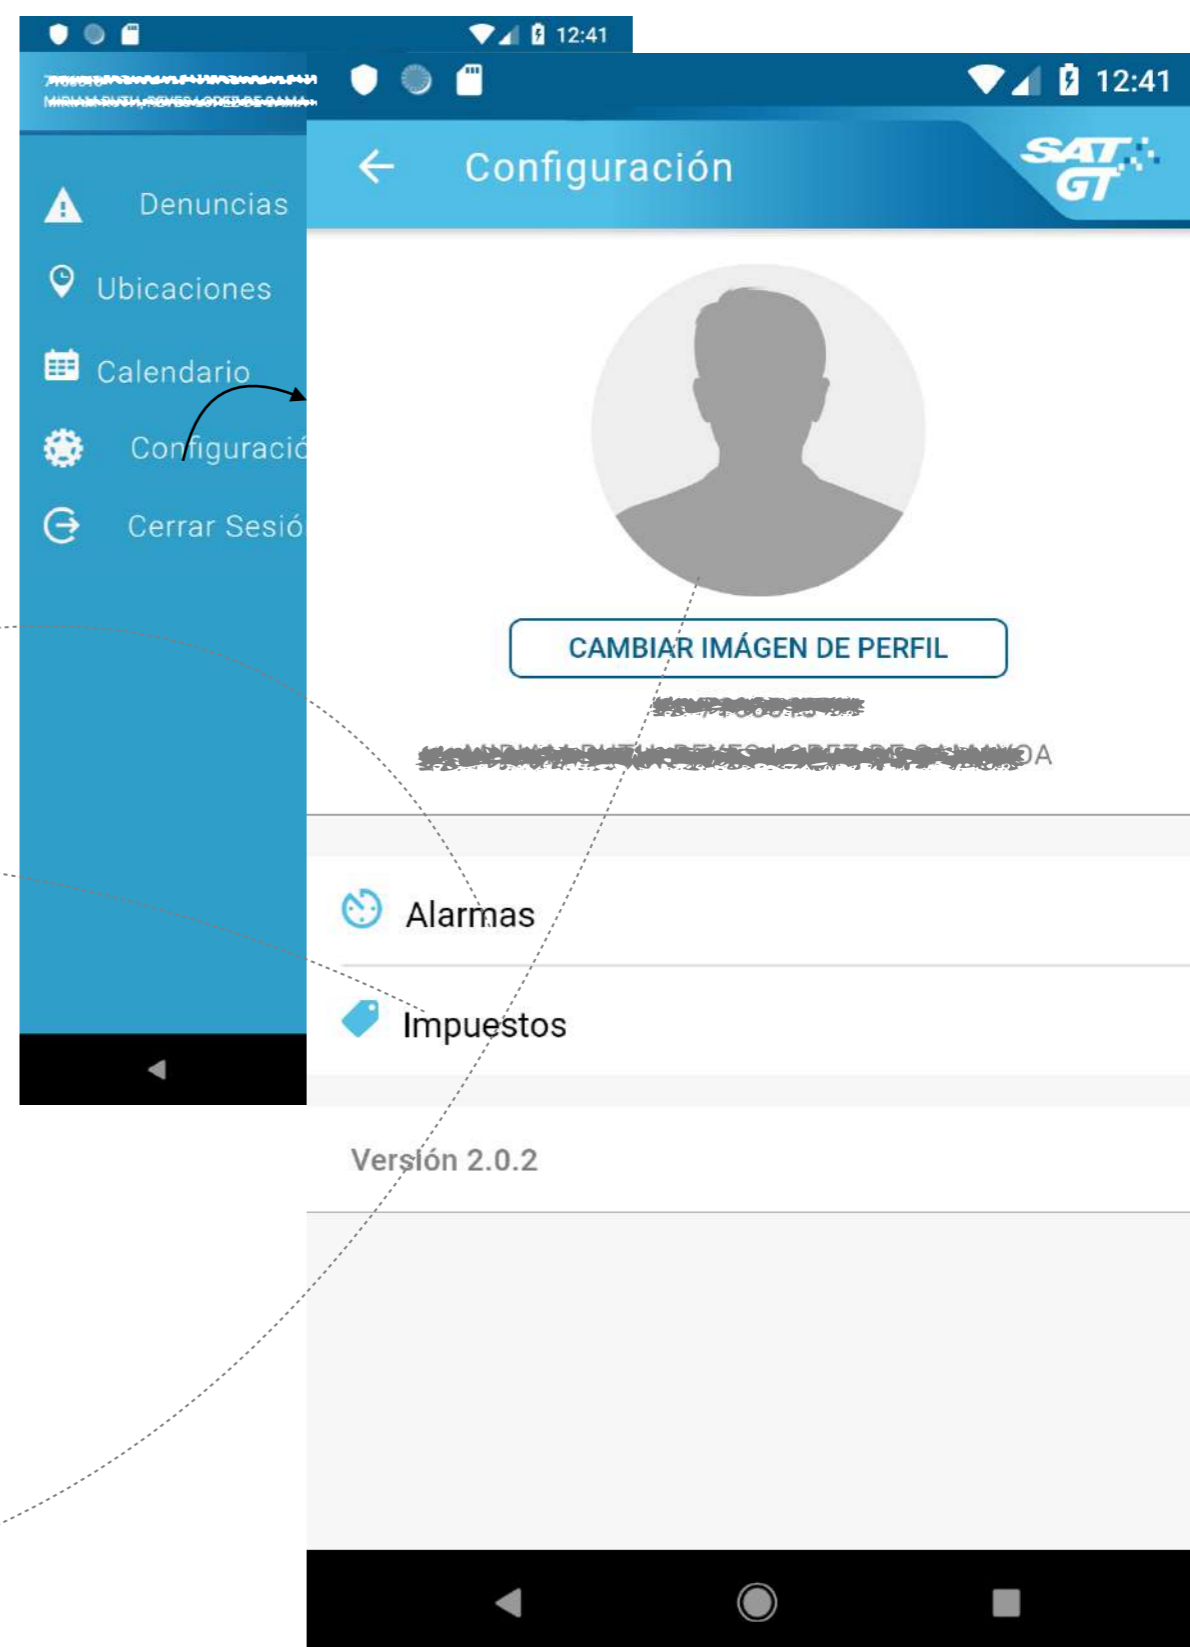 12:41
Denuncias
Ubicaciones
Calendario
Configuració
Cerrar Sesió
12:41
Configuración
SAT
GT
CAMBIAR IMÁGEN DE PERFIL
Alarmas
Impuestos
Versión 2.0.2